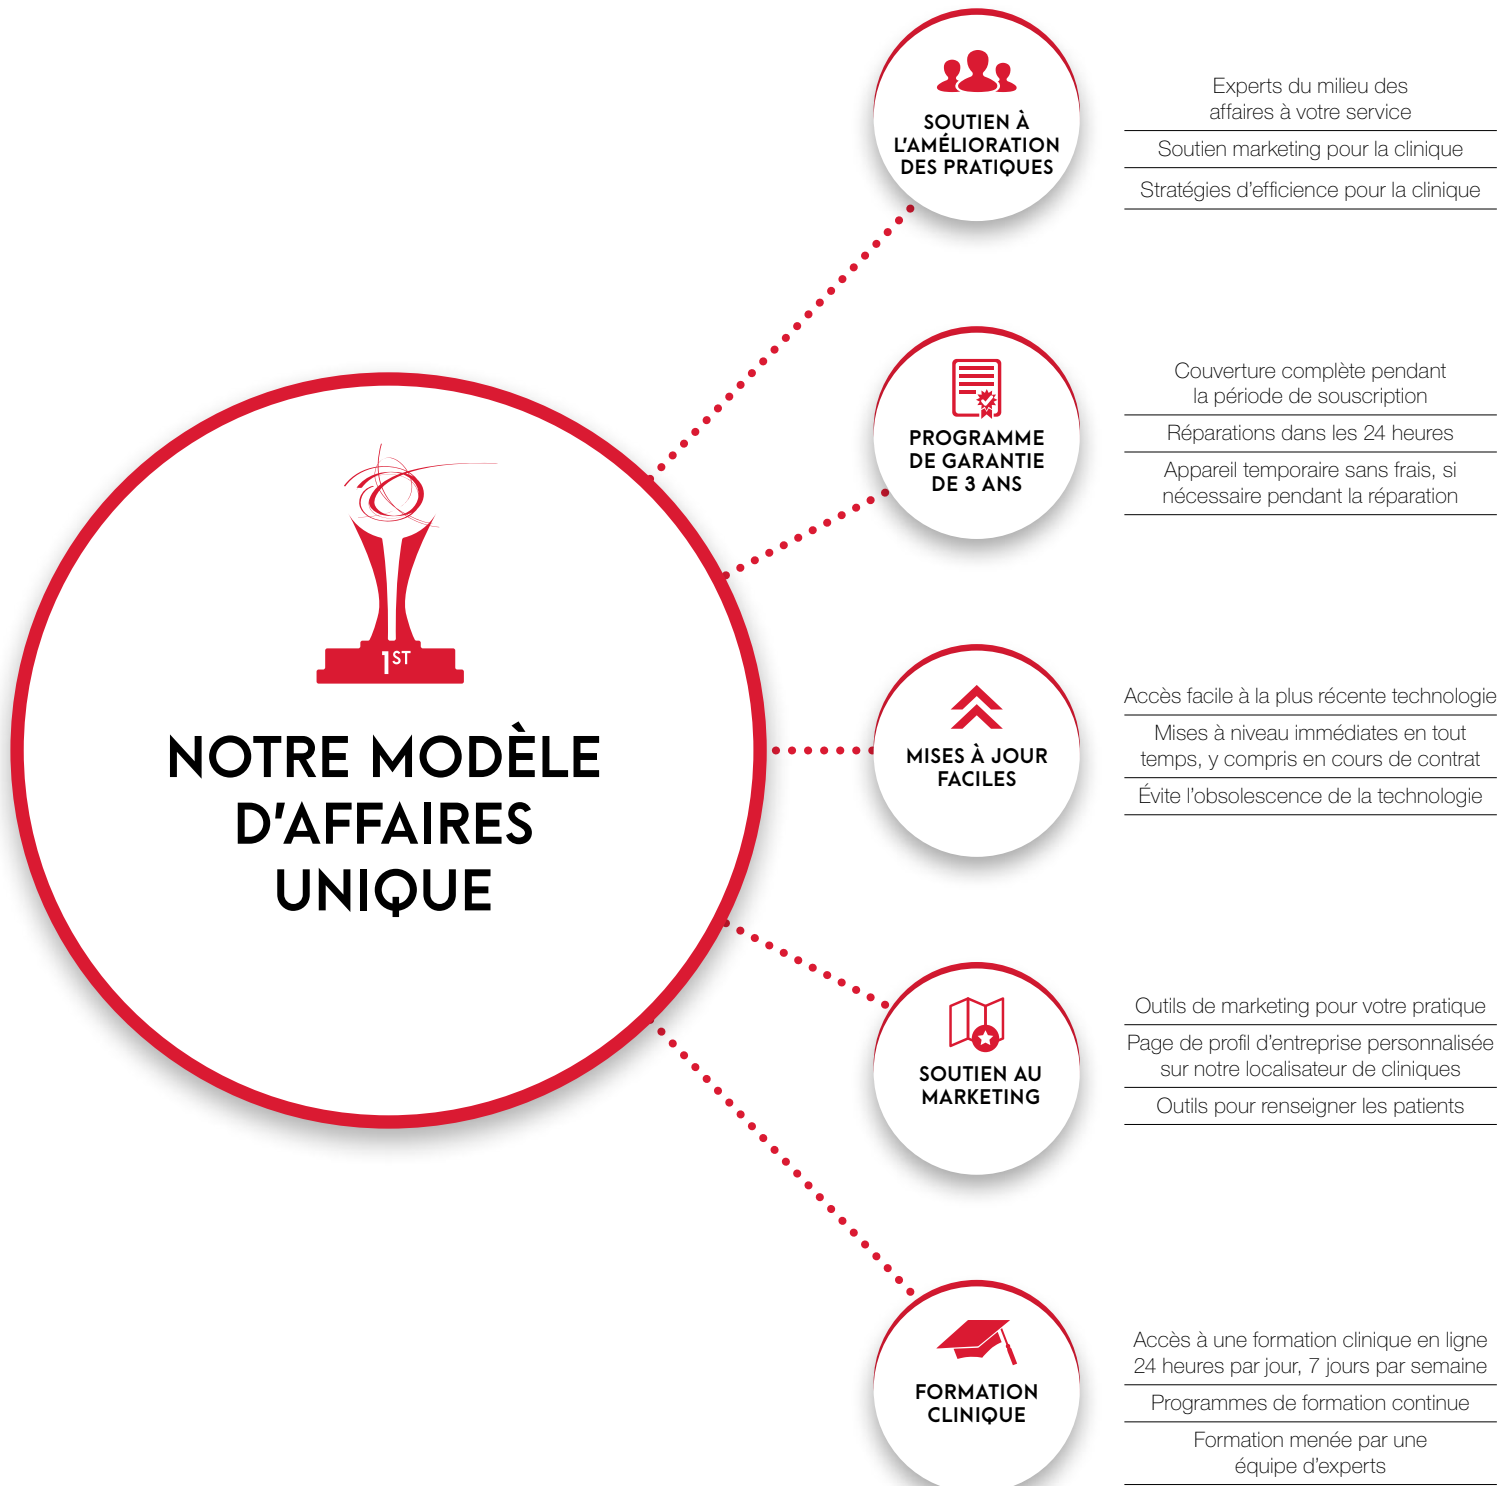 1ST
NOTRE MODÈLE
D'AFFAIRES
UNIQUE
SOUTIEN À
L'AMÉLIORATION
DES PRATIQUES
Experts du milieu des
affaires à votre service
Soutien marketing pour la clinique
Stratégies d'efficience pour la clinique
PROGRAMME
DE GARANTIE
DE 3 ANS
Couverture complète pendant
la période de souscription
Réparations dans les 24 heures
Appareil temporaire sans frais, si
nécessaire pendant la réparation
MISES À JOUR
FACILES
Accès facile à la plus récente technologie
Mises à niveau immédiates en tout
temps, y compris en cours de contrat
Évite l'obsolescence de la technologie
SOUTIEN AU
MARKETING
Outils de marketing pour votre pratique
Page de profil d'entreprise personnalisée
sur notre localisateur de cliniques
Outils pour renseigner les patients
FORMATION
CLINIQUE
Accès à une formation clinique en ligne
24 heures par jour, 7 jours par semaine
Programmes de formation continue
Formation menée par une
équipe d'experts